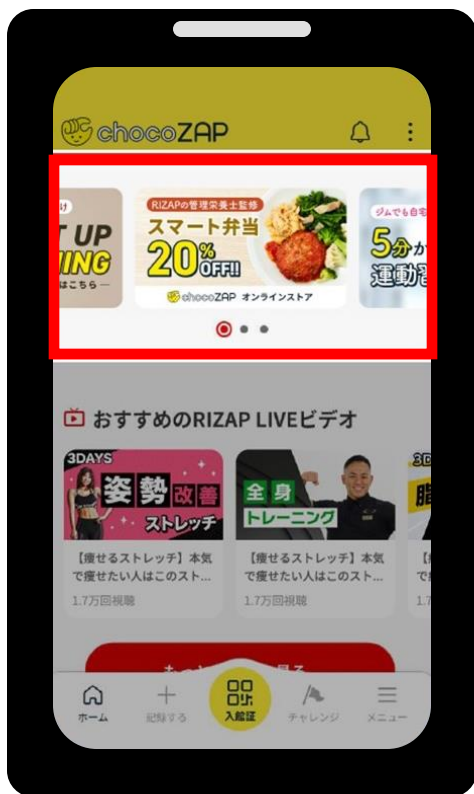 chocoZAP
け
T UP
NING
はこちら
RIZAPの管理栄養士監修
スマート弁当
20%OFF!!
chocoZAP オンラインストア
ジムでも自宅
5分か
運動習
おすすめのRIZAP LIVEビデオ
3DAYS
姿勢改善
ストレッチ
全身
トレーニング
3D
【痩せるストレッチ】本気
で痩せたい人はこのスト...
1.7万回視聴
【痩せるストレッチ】本気
で痩せたい人はこのスト...
1.7万回視聴
1.7
ホーム
記録する
入館証
チャレンジ
メニュー